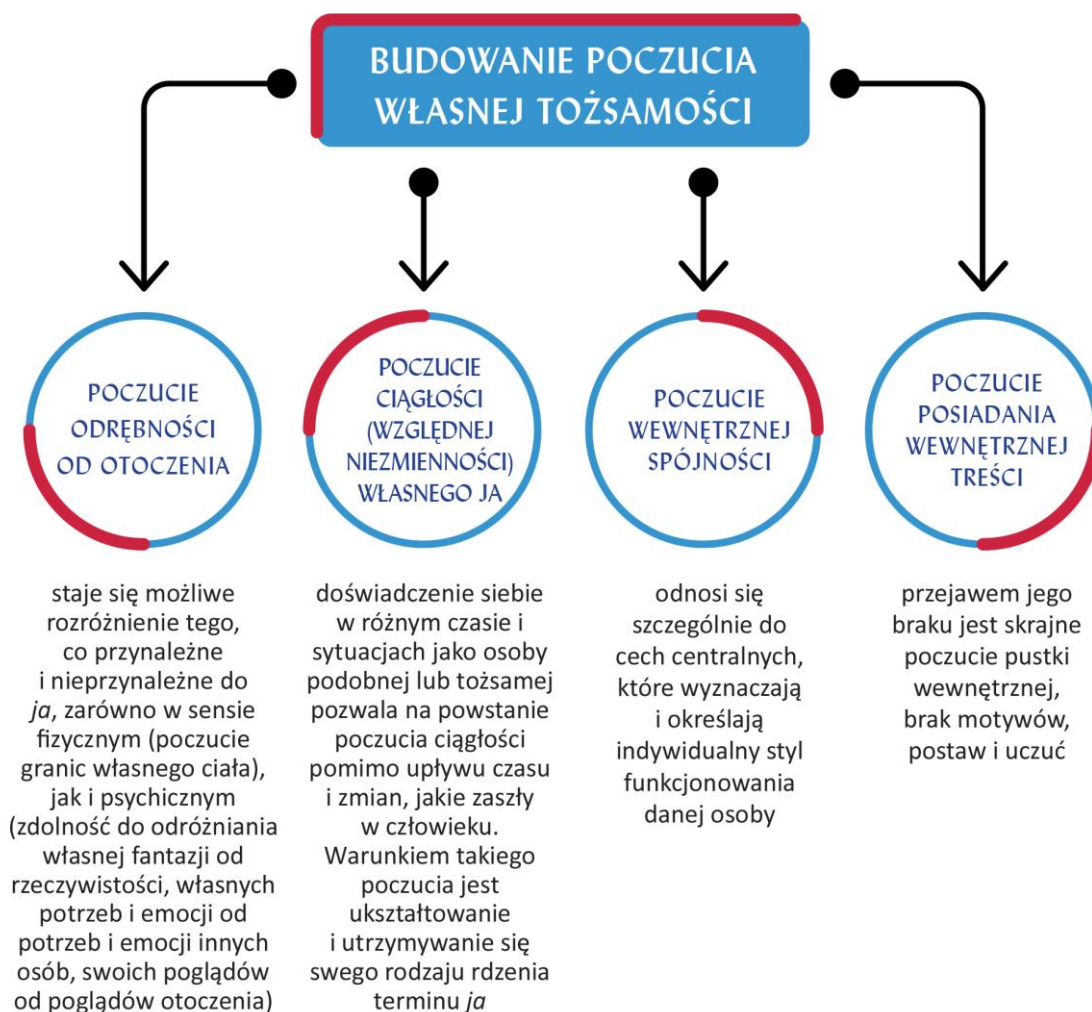 BUDOWANIE POCZUCIA
WŁASNEJ TOŻSAMOŚCI
POCZUCIE
ODRĘBNOŚCI
OD OTOCZENIA
staje się możliwe
rozróżnienie tego,
co przynależne
i nieprzynależne do
ja, zarówno w sensie
fizycznym (poczucie
granic własnego ciała),
jak i psychicznym
(zdolność do odróżniania
własnej fantazji od
rzeczywistości, własnych
potrzeb i emocji od
potrzeb i emocji innych
osób, swoich poglądów
od poglądów otoczenia)
POCZUCIE
CIĄGŁOŚCI
(WZGLĘDNEJ
NIEZMIENNOŚCI)
WŁASNEGO JA
doświadczenie siebie
w różnym czasie i
sytuacjach jako osoby
podobnej lub tożsamej
pozwala na powstanie
poczucia ciągłości
pomimo upływu czasu
i zmian, jakie zaszły
w człowieku.
Warunkiem takiego
poczucia jest
ukształtowanie
i utrzymywanie się
swego rodzaju rdzenia
terminu ja
POCZUCIE
WEWNĘTRZNEJ
SPÓJNOŚCI
odnosi się
szczególnie do
cech centralnych,
które wyznaczają
i określają
indywidualny styl
funkcjonowania
danej osoby
POCZUCIE
POSIADANIA
WEWNĘTRZNEJ
TREŚCI
przejawem jego
braku jest skrajne
poczucie pustki
wewnętrznej,
brak motywów,
postaw i uczuć